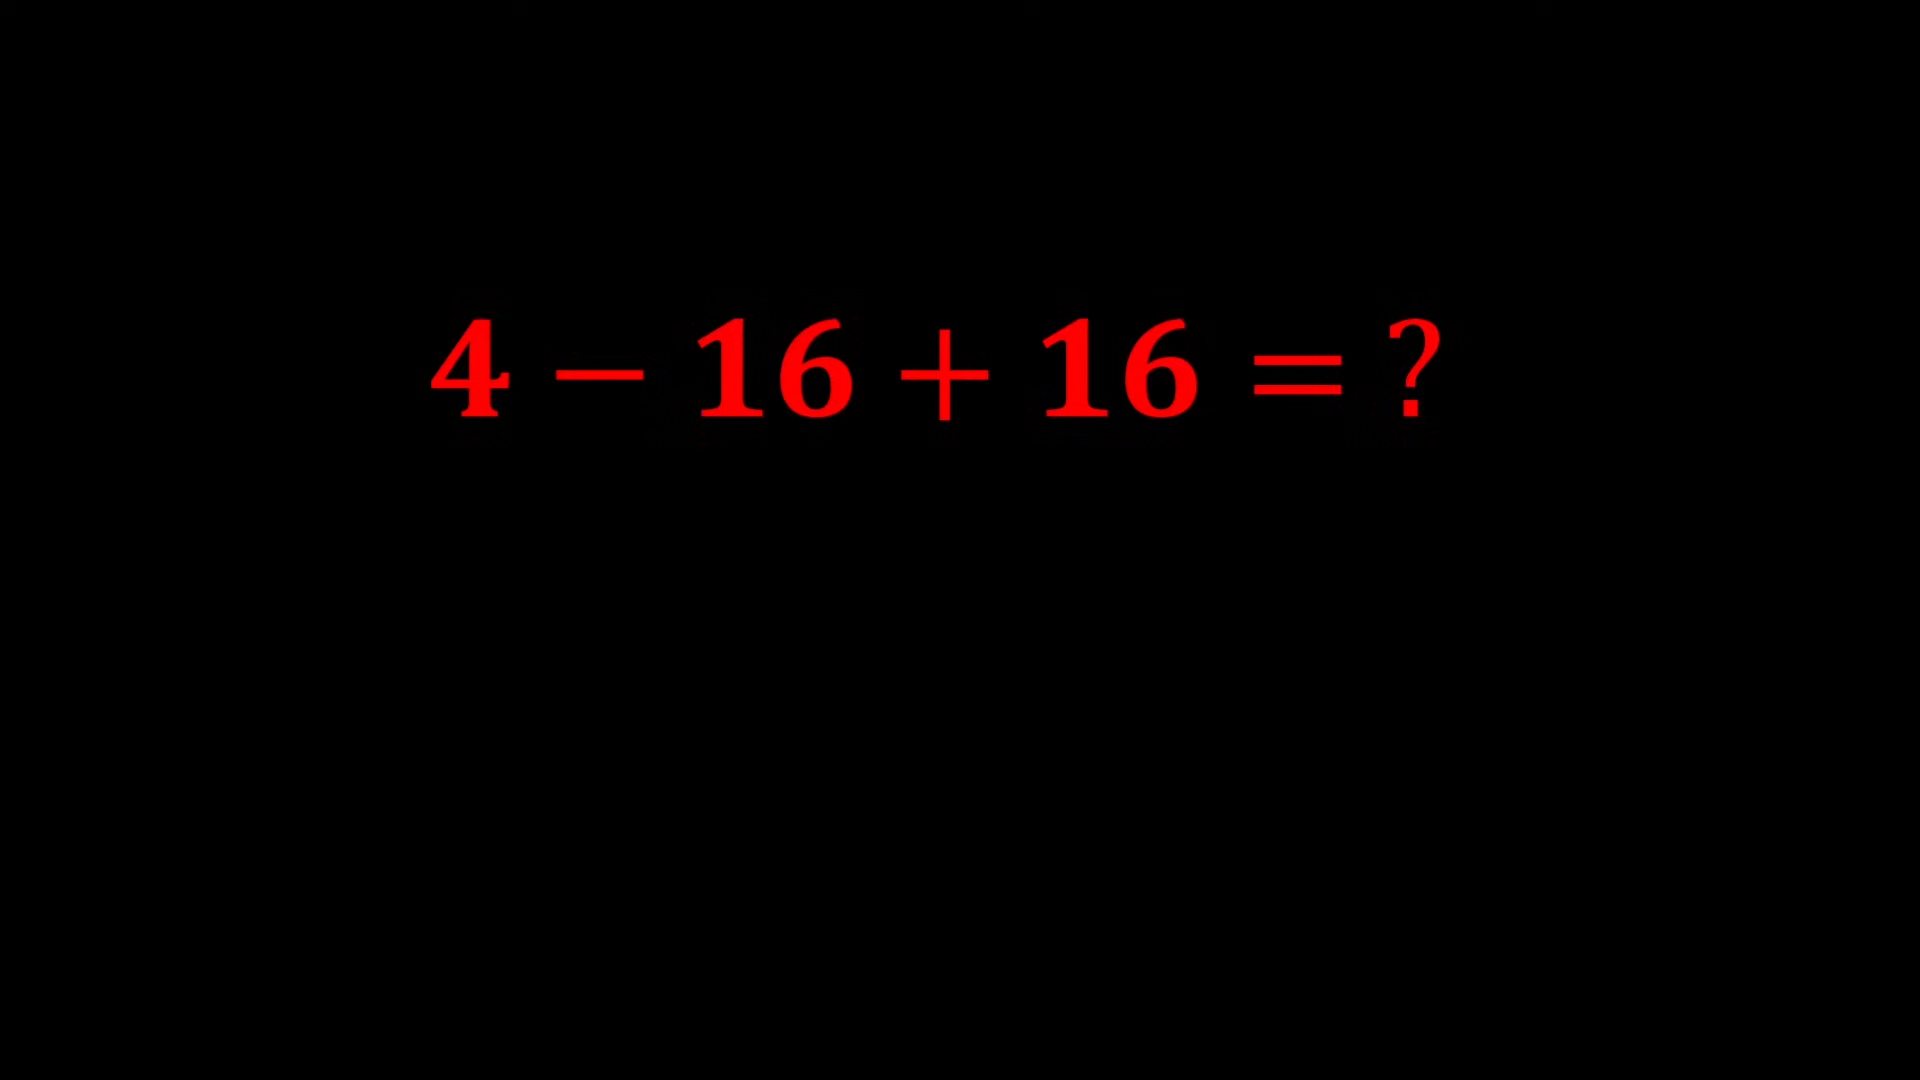 4 − 16 + 16 = ?